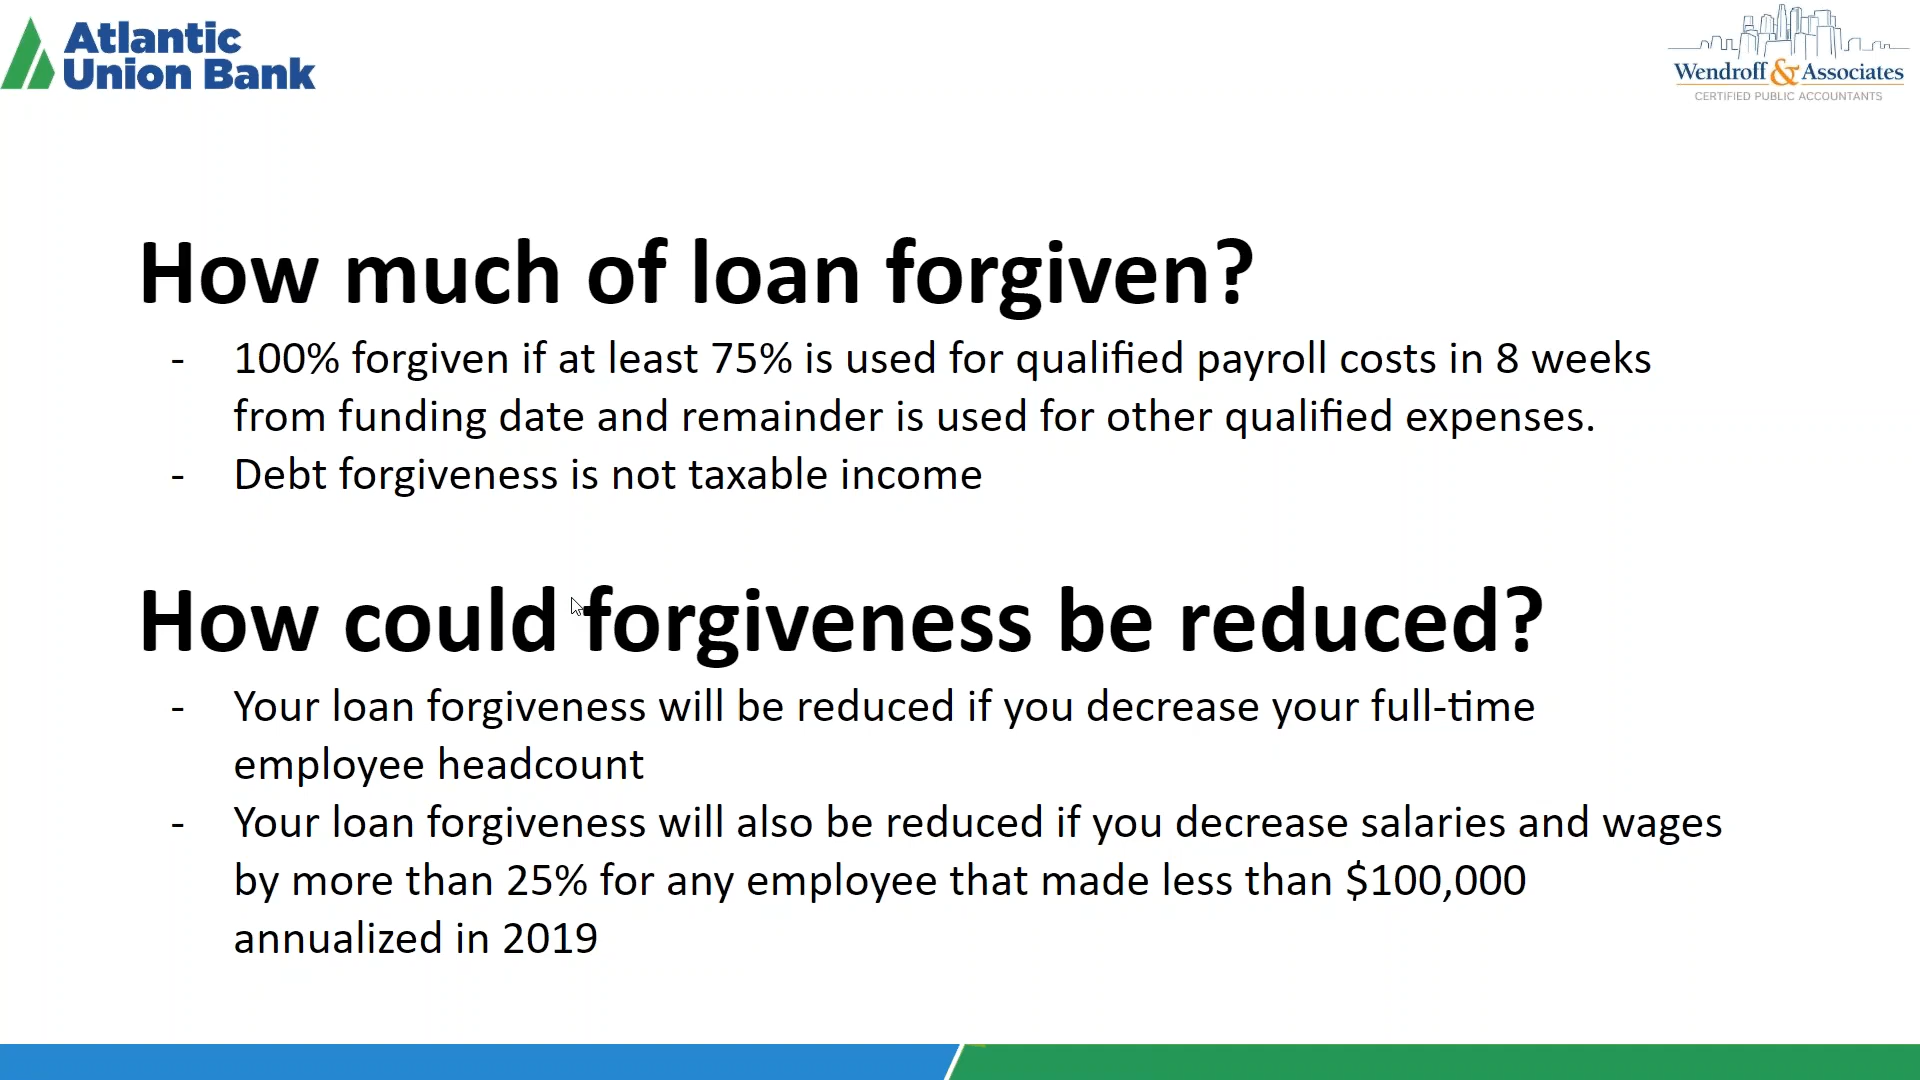 Atlantic
Union Bank
Wendroff & Associates
CERTIFIED PUBLIC ACCOUNTANTS
How much of loan forgiven?
- 100% forgiven if at least 75% is used for qualified payroll costs in 8 weeks
from funding date and remainder is used for other qualified expenses.
- Debt forgiveness is not taxable income
How could forgiveness be reduced?
- Your loan forgiveness will be reduced if you decrease your full-time
employee headcount
- Your loan forgiveness will also be reduced if you decrease salaries and wages
by more than 25% for any employee that made less than $100,000
annualized in 2019